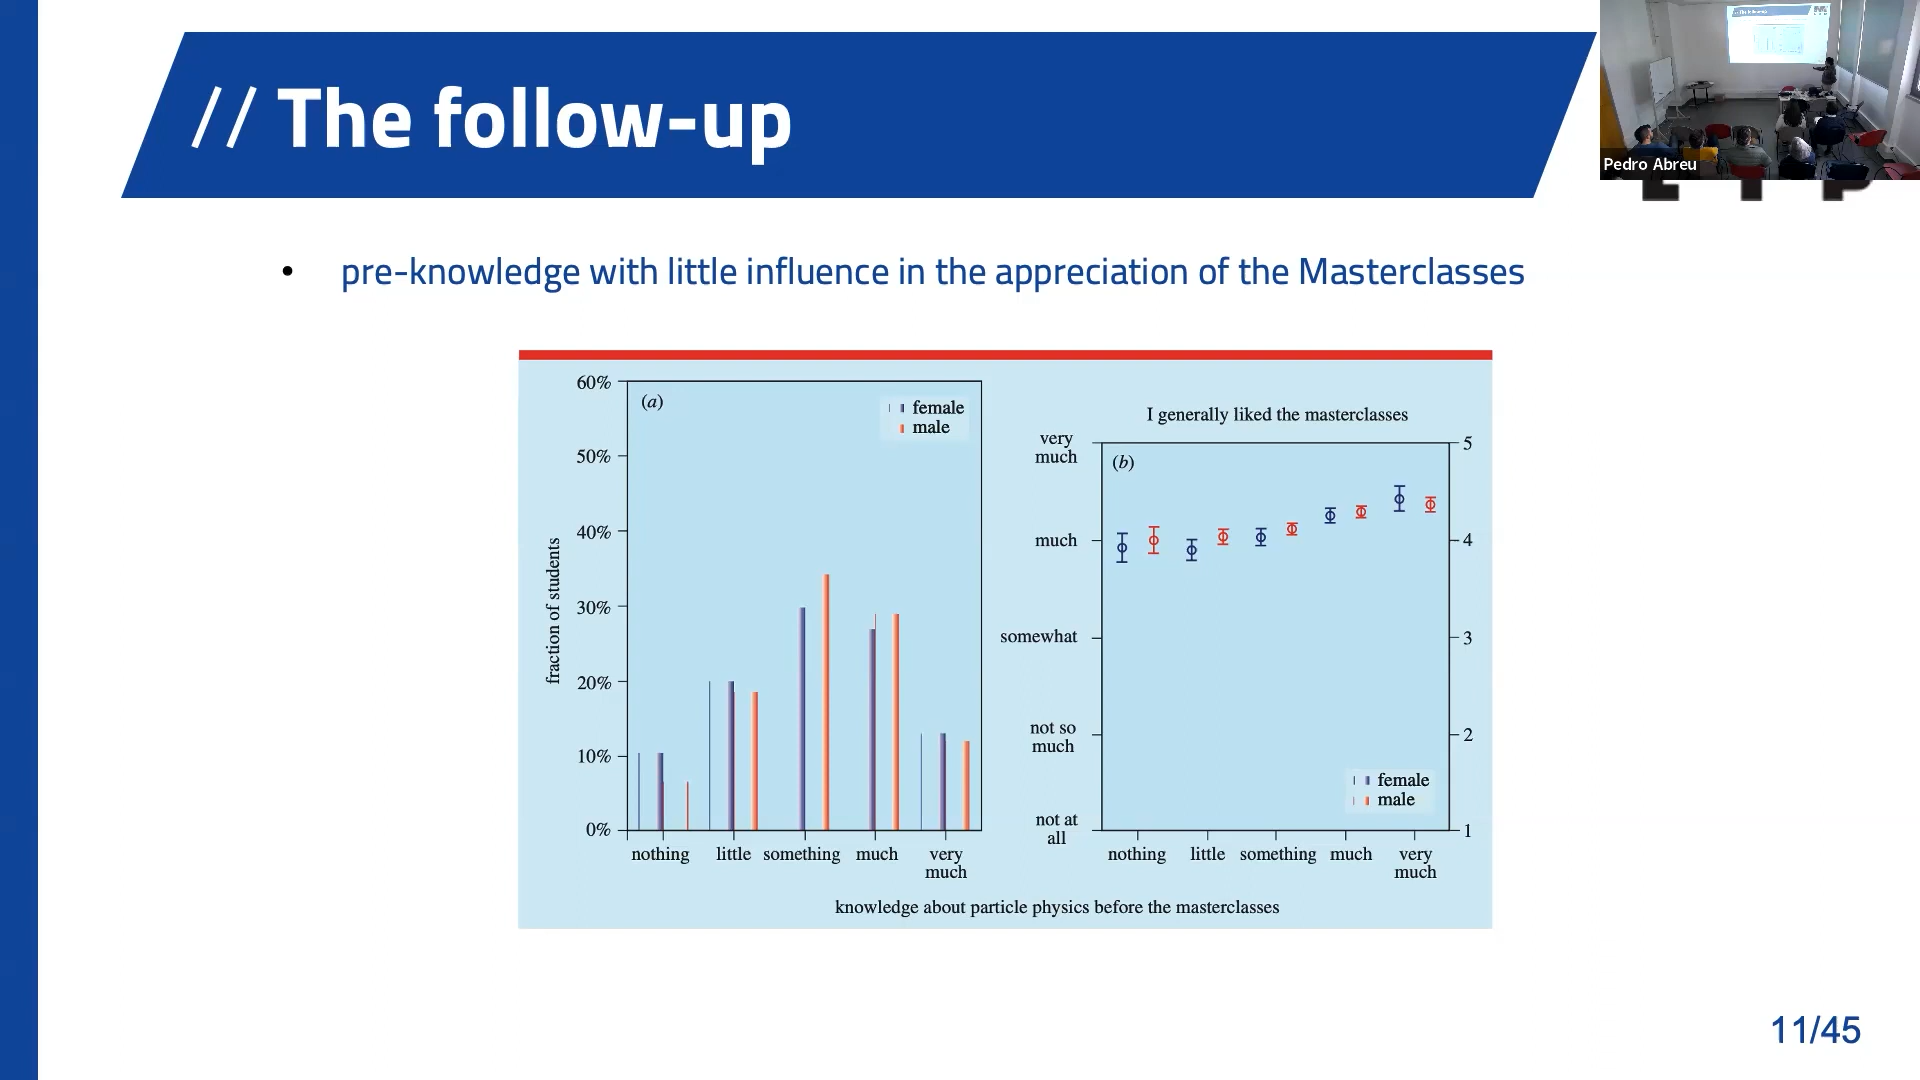 // The follow-up
Pedro Abreu
• pre-knowledge with little influence in the appreciation of the Masterclasses
60%
50%
40%
30%
20%
10%
0%
fraction of students
(a)
female
male
nothing
little
something
much
very
much
I generally liked the masterclasses
very
much
much
somewhat
not so
much
not at
all
(b)
5
4
3
2
1
female
male
nothing
little
something
much
very
much
knowledge about particle physics before the masterclasses
11/45